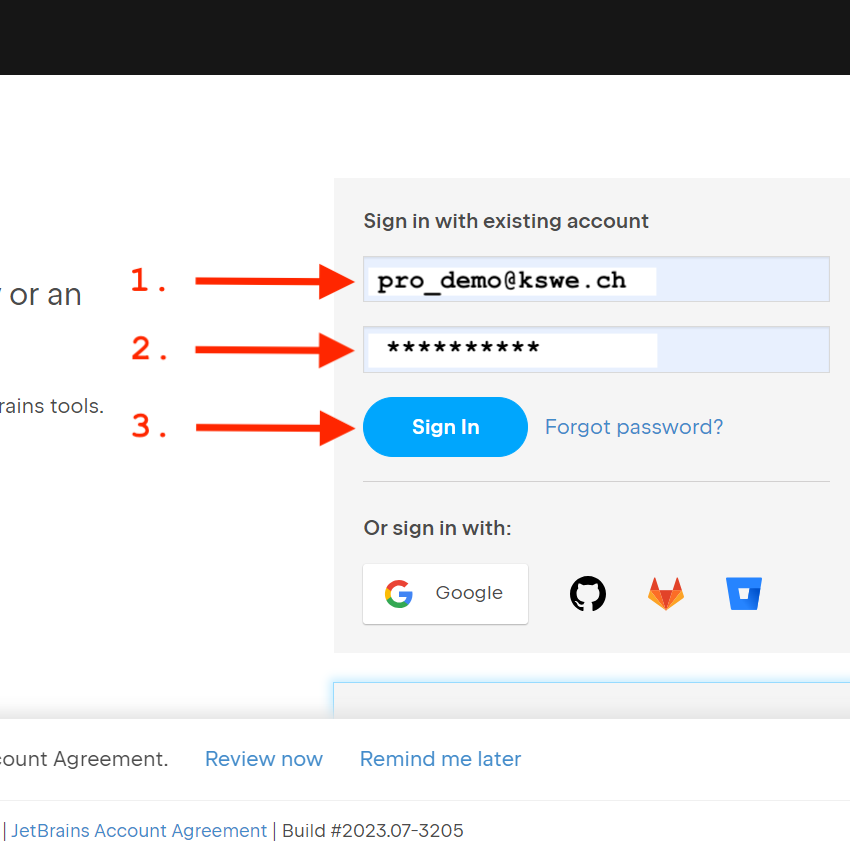 Sign in with existing account
1. pro_demo@kswe.ch
or an
2. **********
rains tools.
3. Sign In Forgot password?
Or sign in with:
Google
count Agreement. Review now Remind me later
| JetBrains Account Agreement | Build #2023.07-3205